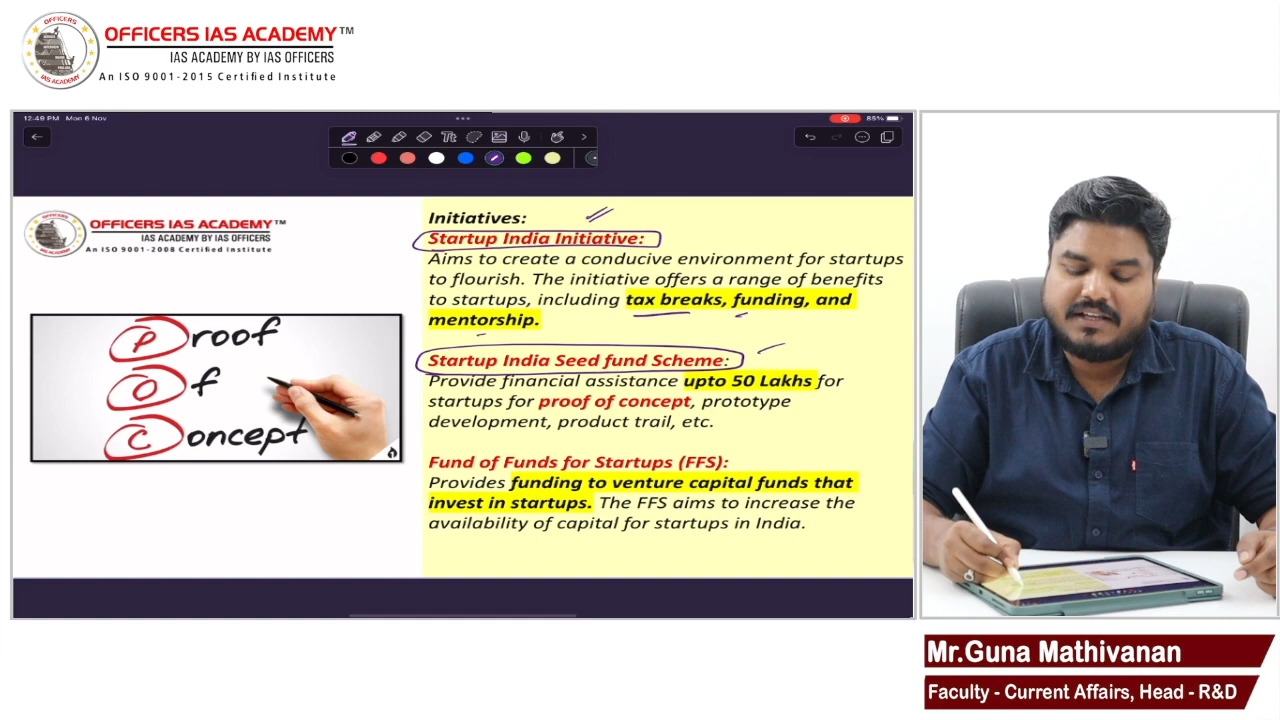 OFFICERS
IAS ACADEMY
OFFICERS IAS ACADEMY™
IAS ACADEMY BY IAS OFFICERS
An ISO 9001-2015 Certified Institute
12:49 PM Mon 6 Nov
85%
Tt
OFFICERS IAS ACADEMY™
IAS ACADEMY BY IAS OFFICERS
An ISO 9001-2008 Certified Institute
Proof
Of
Concept
Initiatives:
Startup India Initiative:
Aims to create a conducive environment for startups
to flourish. The initiative offers a range of benefits
to startups, including tax breaks, funding, and
mentorship.
Startup India Seed fund Scheme:
Provide financial assistance upto 50 Lakhs for
startups for proof of concept, prototype
development, product trail, etc.
Fund of Funds for Startups (FFS):
Provides funding to venture capital funds that
invest in startups. The FFS aims to increase the
availability of capital for startups in India.
Mr.Guna Mathivanan
Faculty - Current Affairs, Head - R&D